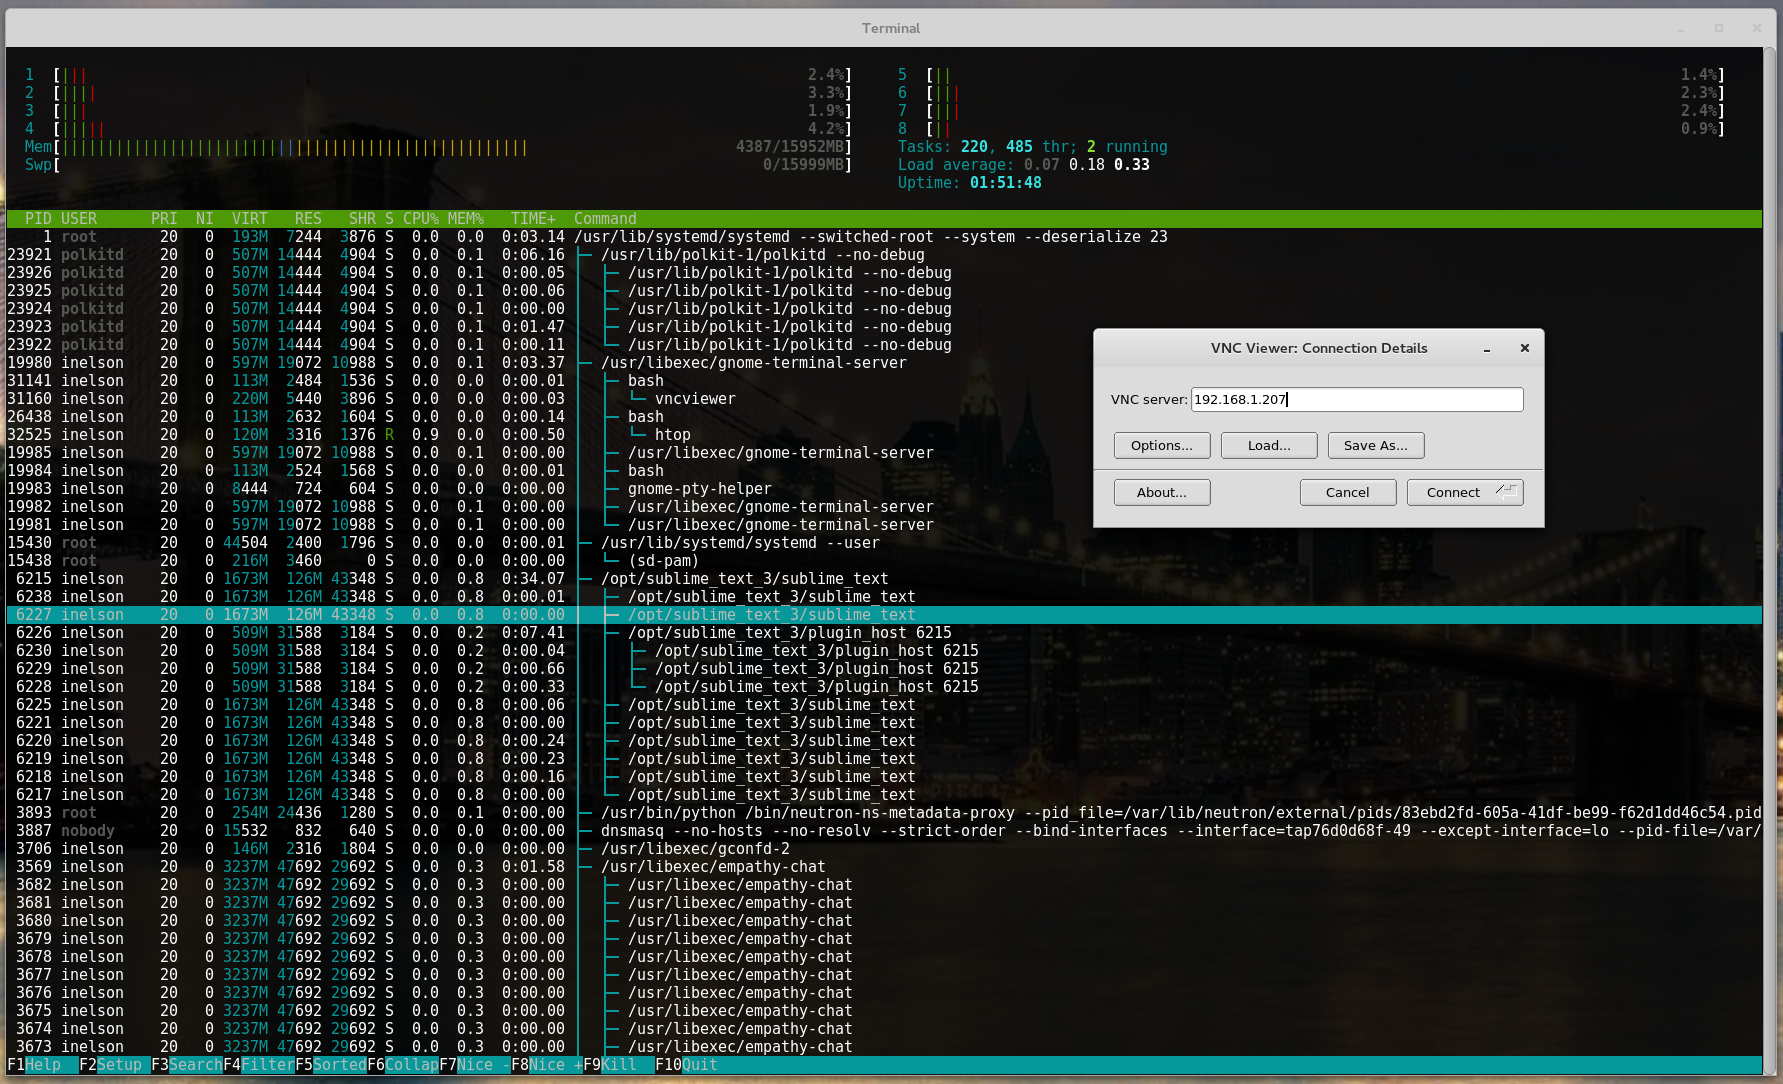 Terminal
1 [||| 2.4%] 5 [|| 1.4%]
2 [|||| 3.3%] 6 [||| 2.3%]
3 [||| 1.9%] 7 [||| 2.4%]
4 [||||| 4.2%] 8 [|| 0.9%]
Mem[|||||||||||||||||||||||||||||||||||||||||||||||||||| 4387/15952MB] Tasks: 220, 485 thr; 2 running
Swp[ 0/15999MB] Load average: 0.07 0.18 0.33
Uptime: 01:51:48
PID USER PRI NI VIRT RES SHR S CPU% MEM% TIME+ Command
1 root 20 0 193M 7244 3876 S 0.0 0.0 0:03.14 /usr/lib/systemd/systemd --switched-root --system --deserialize 23
23921 polkitd 20 0 507M 14444 4904 S 0.0 0.1 0:06.16 ├─ /usr/lib/polkit-1/polkitd --no-debug
23926 polkitd 20 0 507M 14444 4904 S 0.0 0.1 0:00.05 │ ├─ /usr/lib/polkit-1/polkitd --no-debug
23925 polkitd 20 0 507M 14444 4904 S 0.0 0.1 0:00.06 │ ├─ /usr/lib/polkit-1/polkitd --no-debug
23924 polkitd 20 0 507M 14444 4904 S 0.0 0.1 0:00.00 │ ├─ /usr/lib/polkit-1/polkitd --no-debug
23923 polkitd 20 0 507M 14444 4904 S 0.0 0.1 0:01.47 │ ├─ /usr/lib/polkit-1/polkitd --no-debug
23922 polkitd 20 0 507M 14444 4904 S 0.0 0.1 0:00.11 │ └─ /usr/lib/polkit-1/polkitd --no-debug
19980 inelson 20 0 597M 19072 10988 S 0.0 0.1 0:03.37 ├─ /usr/libexec/gnome-terminal-server
31141 inelson 20 0 113M 2484 1536 S 0.0 0.0 0:00.01 │ ├─ bash
31160 inelson 20 0 220M 5440 3896 S 0.0 0.0 0:00.03 │ │ └─ vncviewer
26438 inelson 20 0 113M 2632 1604 S 0.0 0.0 0:00.14 │ ├─ bash
32525 inelson 20 0 120M 3316 1376 R 0.9 0.0 0:00.50 │ │ └─ htop
19985 inelson 20 0 597M 19072 10988 S 0.0 0.1 0:00.00 │ ├─ /usr/libexec/gnome-terminal-server
19984 inelson 20 0 113M 2524 1568 S 0.0 0.0 0:00.01 │ ├─ bash
19983 inelson 20 0 8444 724 604 S 0.0 0.0 0:00.00 │ ├─ gnome-pty-helper
19982 inelson 20 0 597M 19072 10988 S 0.0 0.1 0:00.00 │ ├─ /usr/libexec/gnome-terminal-server
19981 inelson 20 0 597M 19072 10988 S 0.0 0.1 0:00.00 │ └─ /usr/libexec/gnome-terminal-server
15430 root 20 0 44504 2400 1796 S 0.0 0.0 0:00.01 ├─ /usr/lib/systemd/systemd --user
15438 root 20 0 216M 3460 0 S 0.0 0.0 0:00.00 │ └─ (sd-pam)
6215 inelson 20 0 1673M 126M 43348 S 0.0 0.8 0:34.07 ├─ /opt/sublime_text_3/sublime_text
6238 inelson 20 0 1673M 126M 43348 S 0.0 0.8 0:00.01 │ ├─ /opt/sublime_text_3/sublime_text
6227 inelson 20 0 1673M 126M 43348 S 0.0 0.8 0:00.00 │ ├─ /opt/sublime_text_3/sublime_text
6226 inelson 20 0 509M 31588 3184 S 0.0 0.2 0:07.41 │ ├─ /opt/sublime_text_3/plugin_host 6215
6230 inelson 20 0 509M 31588 3184 S 0.0 0.2 0:00.04 │ │ ├─ /opt/sublime_text_3/plugin_host 6215
6229 inelson 20 0 509M 31588 3184 S 0.0 0.2 0:00.66 │ │ ├─ /opt/sublime_text_3/plugin_host 6215
6228 inelson 20 0 509M 31588 3184 S 0.0 0.2 0:00.33 │ │ └─ /opt/sublime_text_3/plugin_host 6215
6225 inelson 20 0 1673M 126M 43348 S 0.0 0.8 0:00.06 │ ├─ /opt/sublime_text_3/sublime_text
6221 inelson 20 0 1673M 126M 43348 S 0.0 0.8 0:00.00 │ ├─ /opt/sublime_text_3/sublime_text
6220 inelson 20 0 1673M 126M 43348 S 0.0 0.8 0:00.24 │ ├─ /opt/sublime_text_3/sublime_text
6219 inelson 20 0 1673M 126M 43348 S 0.0 0.8 0:00.23 │ ├─ /opt/sublime_text_3/sublime_text
6218 inelson 20 0 1673M 126M 43348 S 0.0 0.8 0:00.16 │ ├─ /opt/sublime_text_3/sublime_text
6217 inelson 20 0 1673M 126M 43348 S 0.0 0.8 0:00.00 │ └─ /opt/sublime_text_3/sublime_text
3893 root 20 0 254M 24436 1280 S 0.0 0.1 0:00.00 ├─ /usr/bin/python /bin/neutron-ns-metadata-proxy --pid_file=/var/lib/neutron/external/pids/83ebd2fd-605a-41df-be99-f62d1dd46c54.pid
3887 nobody 20 0 15532 832 640 S 0.0 0.0 0:00.00 ├─ dnsmasq --no-hosts --no-resolv --strict-order --bind-interfaces --interface=tap76d0d68f-49 --except-interface=lo --pid-file=/var/
3706 inelson 20 0 146M 2316 1804 S 0.0 0.0 0:00.00 ├─ /usr/libexec/gconfd-2
3569 inelson 20 0 3237M 47692 29692 S 0.0 0.3 0:01.58 ├─ /usr/libexec/empathy-chat
3682 inelson 20 0 3237M 47692 29692 S 0.0 0.3 0:00.00 │ ├─ /usr/libexec/empathy-chat
3681 inelson 20 0 3237M 47692 29692 S 0.0 0.3 0:00.00 │ ├─ /usr/libexec/empathy-chat
3680 inelson 20 0 3237M 47692 29692 S 0.0 0.3 0:00.00 │ ├─ /usr/libexec/empathy-chat
3679 inelson 20 0 3237M 47692 29692 S 0.0 0.3 0:00.00 │ ├─ /usr/libexec/empathy-chat
3678 inelson 20 0 3237M 47692 29692 S 0.0 0.3 0:00.00 │ ├─ /usr/libexec/empathy-chat
3677 inelson 20 0 3237M 47692 29692 S 0.0 0.3 0:00.00 │ ├─ /usr/libexec/empathy-chat
3676 inelson 20 0 3237M 47692 29692 S 0.0 0.3 0:00.00 │ ├─ /usr/libexec/empathy-chat
3675 inelson 20 0 3237M 47692 29692 S 0.0 0.3 0:00.00 │ ├─ /usr/libexec/empathy-chat
3674 inelson 20 0 3237M 47692 29692 S 0.0 0.3 0:00.00 │ ├─ /usr/libexec/empathy-chat
3673 inelson 20 0 3237M 47692 29692 S 0.0 0.3 0:00.00 │ ├─ /usr/libexec/empathy-chat
F1Help F2Setup F3SearchF4FilterF5SortedF6CollapF7Nice -F8Nice +F9Kill F10Quit
VNC Viewer: Connection Details
VNC server: 192.168.1.207
Options... Load... Save As...
About... Cancel Connect